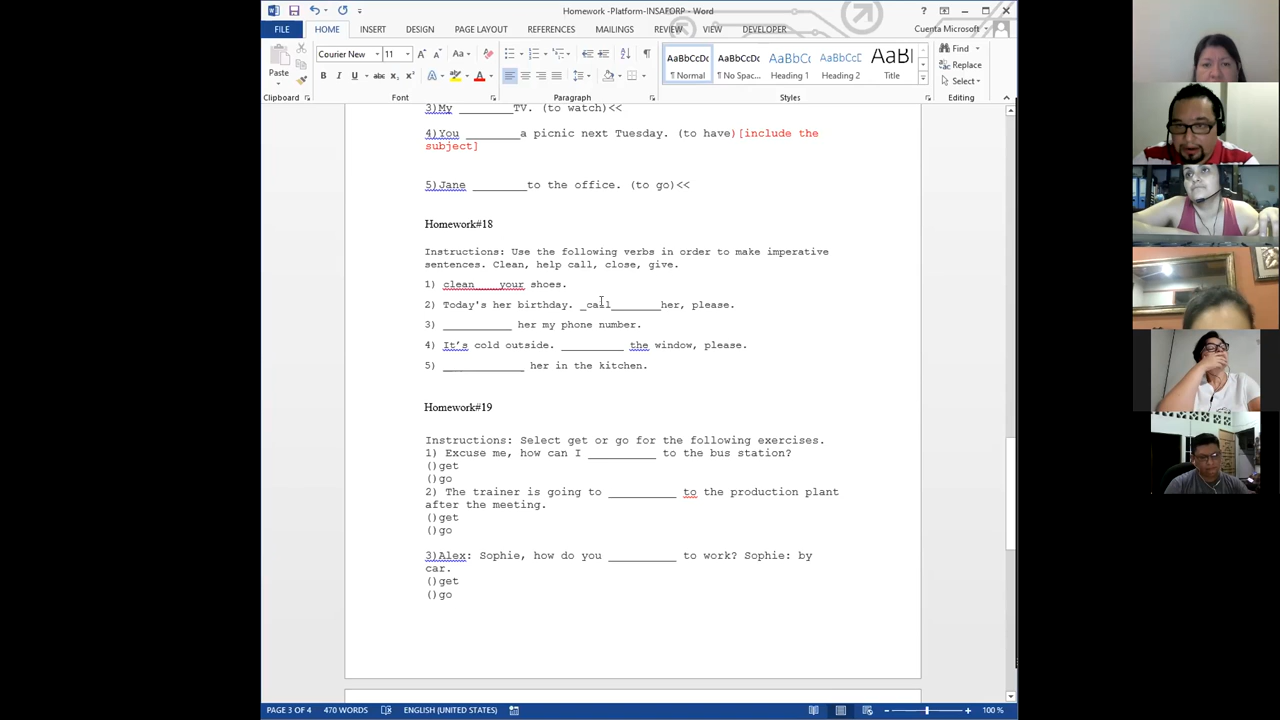 Homework -Platform-INSAFORP - Word
FILE HOME INSERT DESIGN PAGE LAYOUT REFERENCES MAILINGS REVIEW VIEW DEVELOPER
Cuenta Microsoft
Paste
Courier New 11
AaBbCcDc AaBbCcDc AaBbC AaBbCcC AaB
¶ Normal ¶ No Spac... Heading 1 Heading 2 Title
Find
Replace
Select
Clipboard Font Paragraph Styles Editing
3)My ________TV. (to watch)<<
4)You ________a picnic next Tuesday. (to have)[include the
subject]
5)Jane ________to the office. (to go)<<
Homework#18
Instructions: Use the following verbs in order to make imperative
sentences. Clean, help call, close, give.
1) clean____your shoes.
2) Today's her birthday. _call_______her, please.
3) __________ her my phone number.
4) It's cold outside. _________ the window, please.
5) ____________ her in the kitchen.
Homework#19
Instructions: Select get or go for the following exercises.
1) Excuse me, how can I __________ to the bus station?
()get
()go
2) The trainer is going to __________ to the production plant
after the meeting.
()get
()go
3)Alex: Sophie, how do you __________ to work? Sophie: by
car.
()get
()go
PAGE 3 OF 4 470 WORDS ENGLISH (UNITED STATES) 100 %